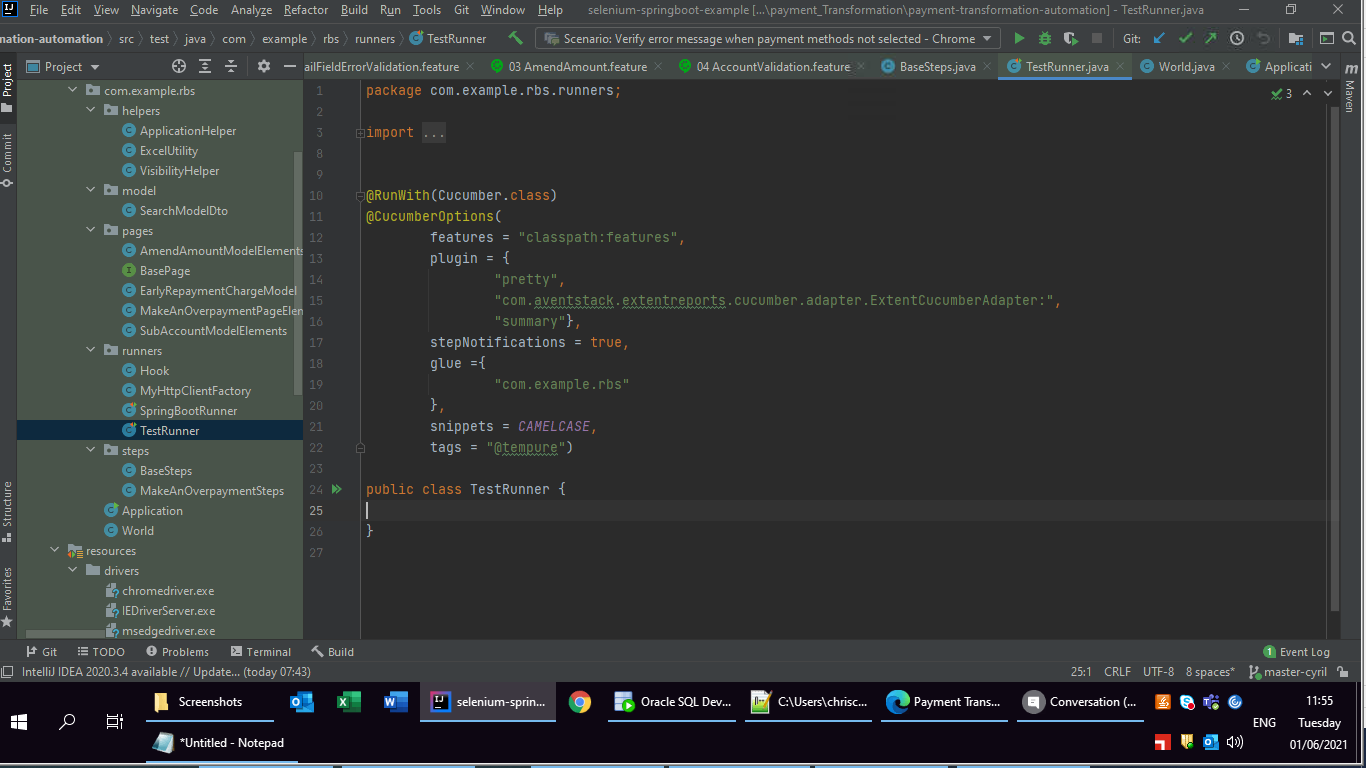 File Edit View Navigate Code Analyze Refactor Build Run Tools Git Window Help selenium-springboot-example [...\payment_Transformation\payment-transformation-automation] - TestRunner.java
mation-automation src test java com example rbs runners TestRunner Scenario: Verify error message when payment methods not selected - Chrome Git:
Project ailFieldErrorValidation.feature 03 AmendAmount.feature 04 AccountValidation.feature BaseSteps.java TestRunner.java World.java Applicati
Project
Commit
Structure
Favorites
Maven
com.example.rbs
helpers
ApplicationHelper
ExcelUtility
VisibilityHelper
model
SearchModelDto
pages
AmendAmountModelElements
BasePage
EarlyRepaymentChargeModel
MakeAnOverpaymentPageElen
SubAccountModelElements
runners
Hook
MyHttpClientFactory
SpringBootRunner
TestRunner
steps
BaseSteps
MakeAnOverpaymentSteps
Application
World
resources
drivers
chromedriver.exe
IEDriverServer.exe
msedgedriver.exe
1 package com.example.rbs.runners; 3
2
3 import ...
8
9
10 @RunWith(Cucumber.class)
11 @CucumberOptions(
12 features = "classpath:features",
13 plugin = {
14 "pretty",
15 "com.aventstack.extentreports.cucumber.adapter.ExtentCucumberAdapter:",
16 "summary"},
17 stepNotifications = true,
18 glue ={
19 "com.example.rbs"
20 },
21 snippets = CAMELCASE,
22 tags = "@tempure")
23
24 public class TestRunner {
25
26 }
27
Git TODO Problems Terminal Build 1 Event Log
IntelliJ IDEA 2020.3.4 available // Update... (today 07:43) 25:1 CRLF UTF-8 8 spaces* master-cyril
Screenshots selenium-sprin... Oracle SQL Dev... C:\Users\chrisc... Payment Trans... Conversation (...
*Untitled - Notepad
ENG
11:55
Tuesday
01/06/2021